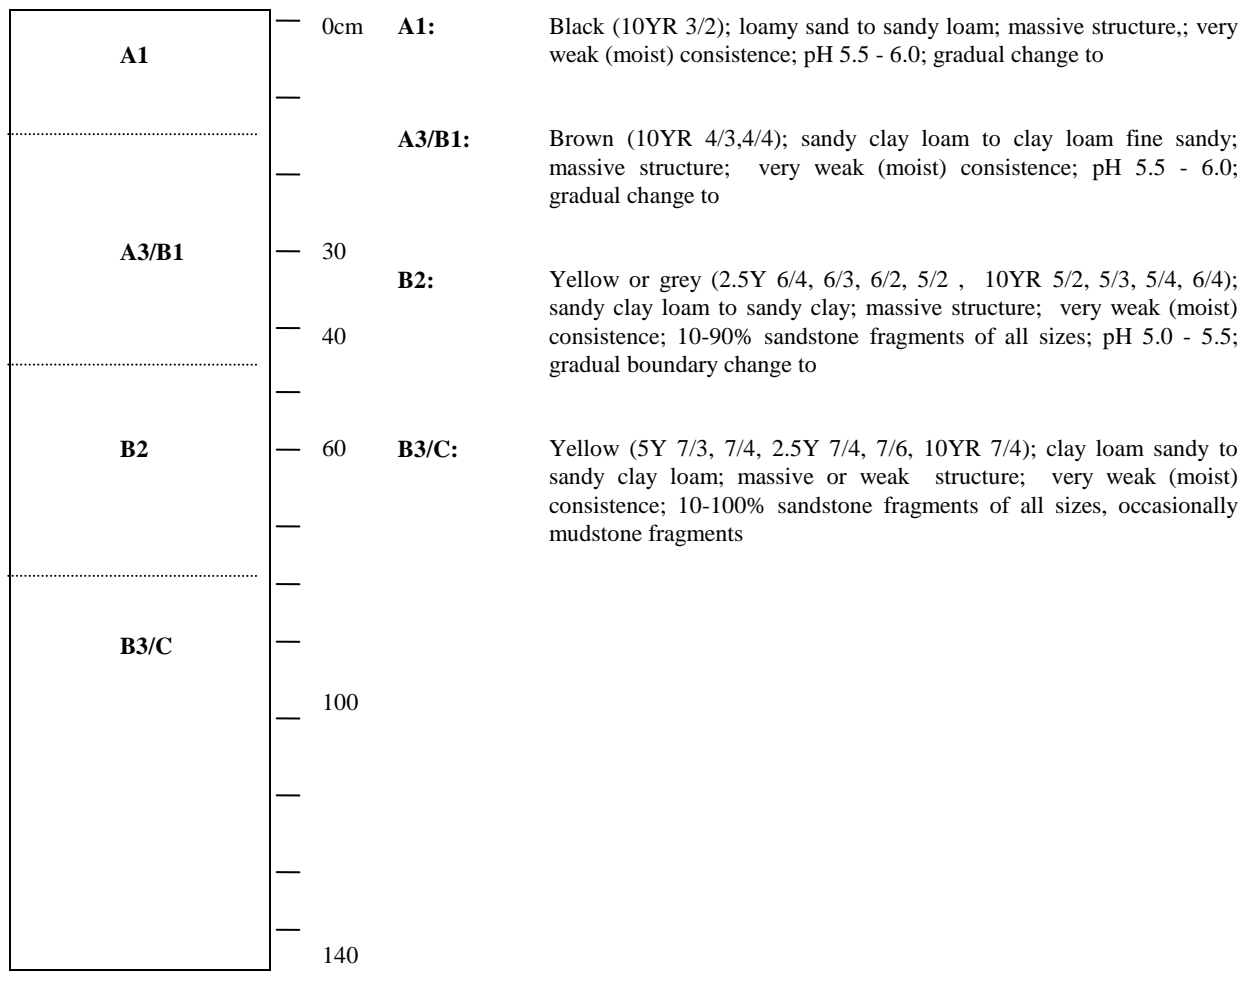 A1
A3/B1
B2
B3/C
0cm
30
40
60
100
140
A1: Black (10YR 3/2); loamy sand to sandy loam; massive structure,; very
weak (moist) consistence; pH 5.5 - 6.0; gradual change to
A3/B1: Brown (10YR 4/3,4/4); sandy clay loam to clay loam fine sandy;
massive structure; very weak (moist) consistence; pH 5.5 - 6.0;
gradual change to
B2: Yellow or grey (2.5Y 6/4, 6/3, 6/2, 5/2 , 10YR 5/2, 5/3, 5/4, 6/4);
sandy clay loam to sandy clay; massive structure; very weak (moist)
consistence; 10-90% sandstone fragments of all sizes; pH 5.0 - 5.5;
gradual boundary change to
B3/C: Yellow (5Y 7/3, 7/4, 2.5Y 7/4, 7/6, 10YR 7/4); clay loam sandy to
sandy clay loam; massive or weak structure; very weak (moist)
consistence; 10-100% sandstone fragments of all sizes, occasionally
mudstone fragments